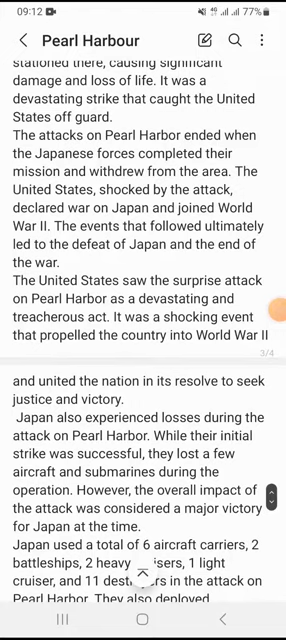 09:12
77%
Pearl Harbour
stationed there, causing significant
damage and loss of life. It was a
devastating strike that caught the United
States off guard.
The attacks on Pearl Harbor ended when
the Japanese forces completed their
mission and withdrew from the area. The
United States, shocked by the attack,
declared war on Japan and joined World
War II. The events that followed ultimately
led to the defeat of Japan and the end of
the war.
The United States saw the surprise attack
on Pearl Harbor as a devastating and
treacherous act. It was a shocking event
that propelled the country into World War II
3/4
and united the nation in its resolve to seek
justice and victory.
Japan also experienced losses during the
attack on Pearl Harbor. While their initial
strike was successful, they lost a few
aircraft and submarines during the
operation. However, the overall impact of
the attack was considered a major victory
for Japan at the time.
Japan used a total of 6 aircraft carriers, 2
battleships, 2 heavy isers, 1 light
cruiser, and 11 dest rs in the attack on
Pearl Harbor. They also deployed